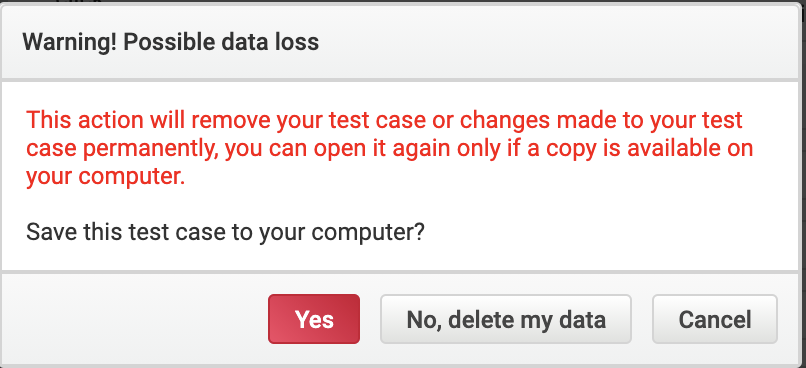 Warning! Possible data loss
This action will remove your test case or changes made to your test
case permanently, you can open it again only if a copy is available on
your computer.
Save this test case to your computer?
Yes
No, delete my data
Cancel